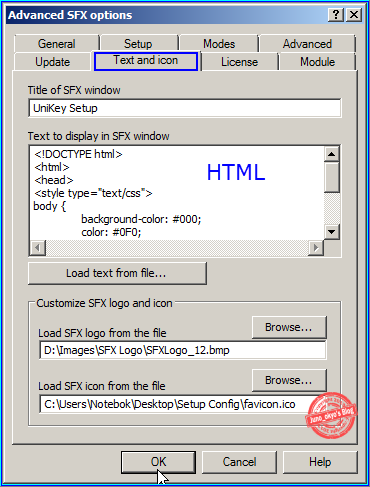 Advanced SFX options
General Setup Modes Advanced
Update Text and icon License Module
Title of SFX window
UniKey Setup
Text to display in SFX window
<!DOCTYPE html>
<html>
<head>
<style type="text/css">
body {
background-color: #000;
color: #0F0;
HTML
Load text from file...
Customize SFX logo and icon
Load SFX logo from the file
Browse...
D:\Images\SFX Logo\SFXLogo_12.bmp
Load SFX icon from the file
Browse...
C:\Users\Notebok\Desktop\Setup Config\favicon.ico
Juno_okyo's Blog
OK Cancel Help